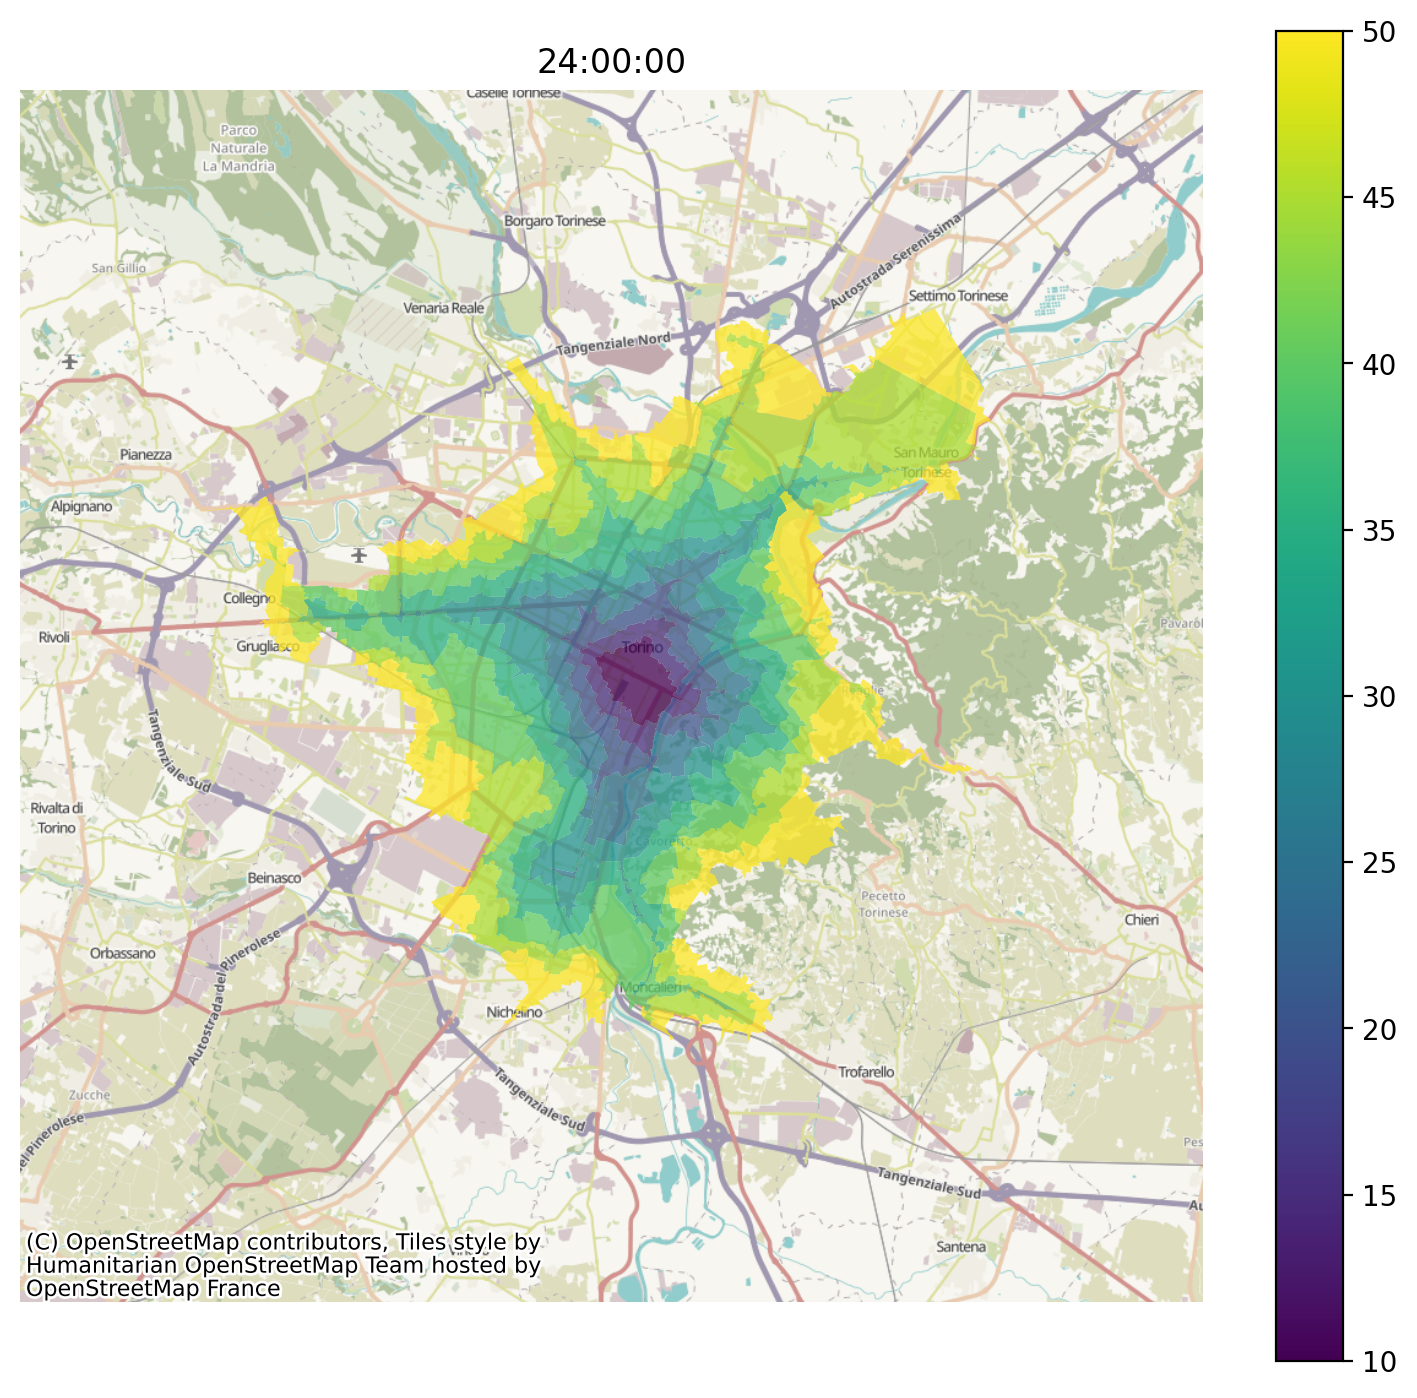 24:00:00
50
Caselle Torinese
Parco
Naturale
La Mandria
45
Borgaro Torinese
Autostrada Serenissima
San Gillio
Settimo Torinese
Venaria Reale
Tangenziale Nord
40
Pianezza
San Mauro
Torinese
Alpignano
35
Collegno
Rivoli
Pavarol
Grugliasco
Torino
30
Tangenziale Sud
Rivalta di
Torino
Cavoretto
25
Beinasco
Pecetto
Torinese
Chieri
Orbassano
Autostrada del Pinerolese
Moncalieri
Nichelino
20
Trofarello
Zucche
Tangenziale Sud
el Pinerolese
Pes
15
Tangenziale Sud
Au
Santena
(C) OpenStreetMap contributors, Tiles style by
Humanitarian OpenStreetMap Team hosted by
OpenStreetMap France
10